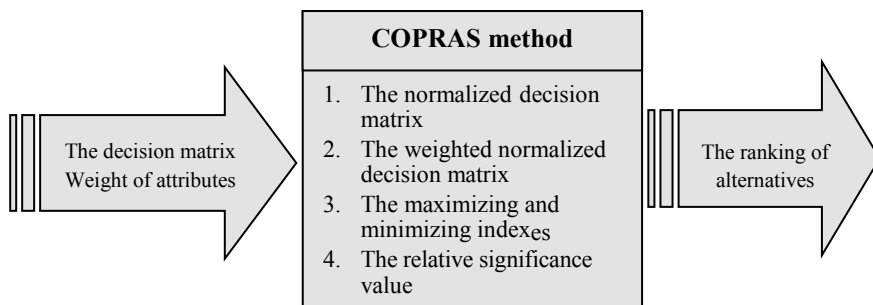 The decision matrix
Weight of attributes
COPRAS method
1. The normalized decision
matrix
2. The weighted normalized
decision matrix
3. The maximizing and
minimizing indexes
4. The relative significance
value
The ranking of
alternatives